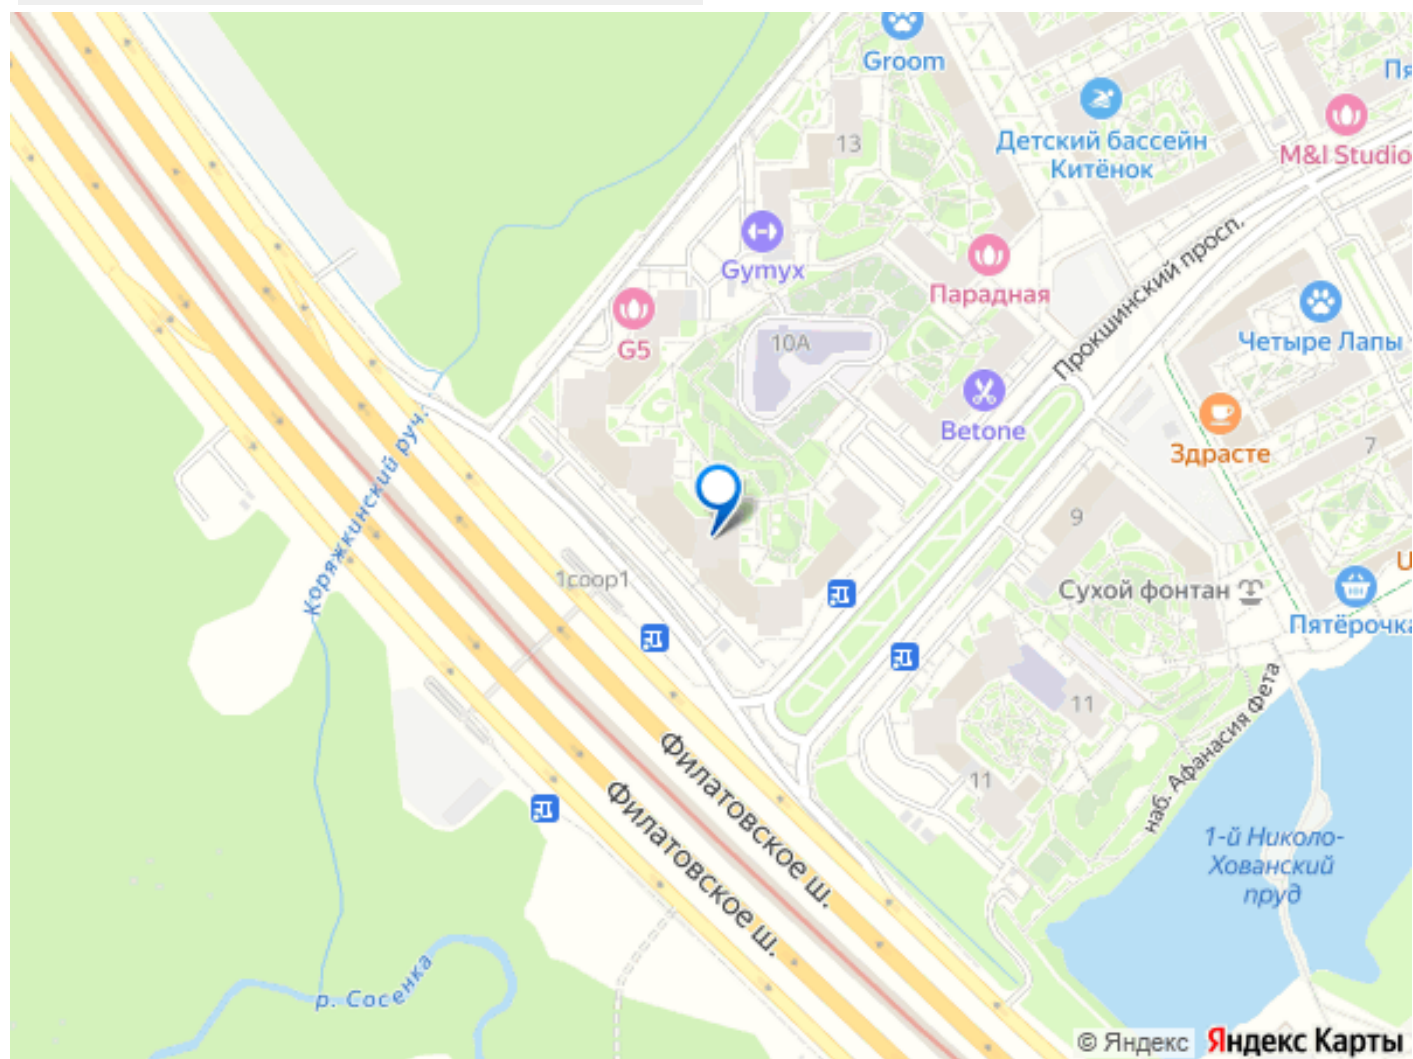 Groom
Пя
Детский бассейн
Китёнок
M&I Studio
13
Gymyx
Парадная
Прокшинский просп.
G5
10А
Четыре Лапы
Betone
Здрасте
7
Коряжкинский руч.
9
1соор1
Сухой фонтан
U
Пятёрочка
11
11
наб. Афанасия Фета
Филатовское ш.
Филатовское ш.
1-й Николо-
Хованский
пруд
р. Сосенка
© Яндекс
Яндекс Карты